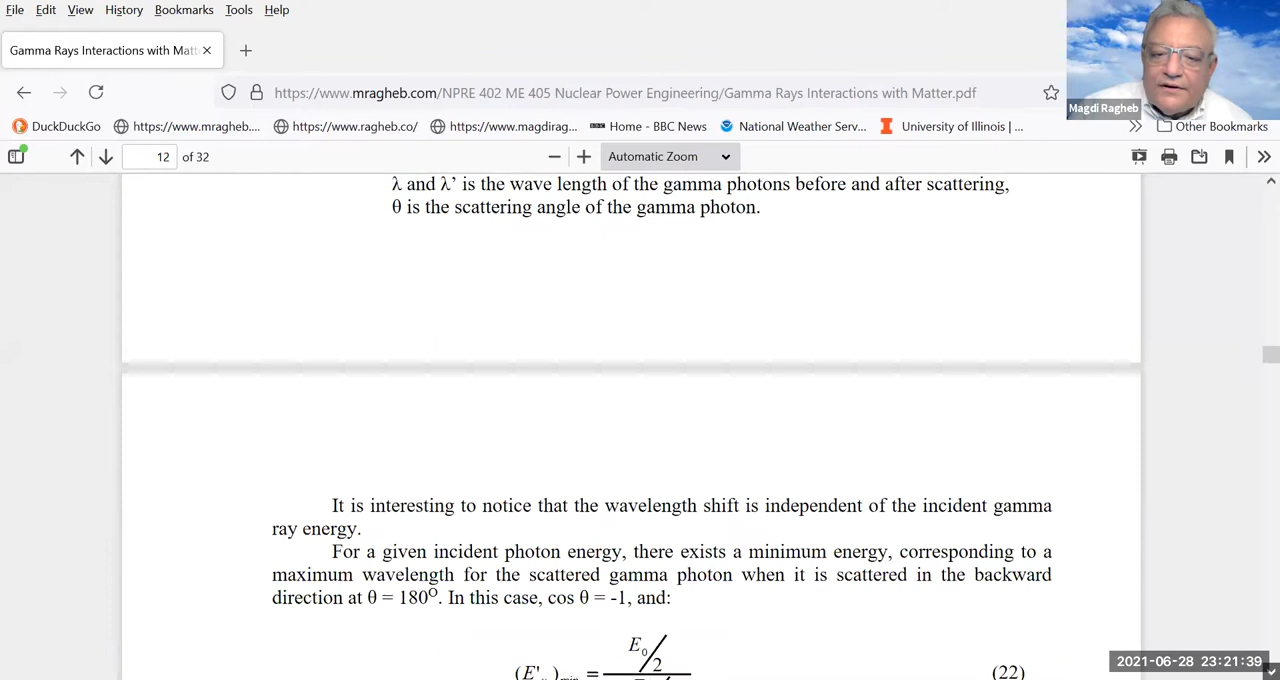 File Edit View History Bookmarks Tools Help
Gamma Rays Interactions with Matt
https://www.mragheb.com/NPRE 402 ME 405 Nuclear Power Engineering/Gamma Rays Interactions with Matter.pdf
Magdi Ragheb
DuckDuckGo https://www.mragheb.... https://www.ragheb.co/ https://www.magdirag... Home - BBC News National Weather Serv... University of Illinois | ... Other Bookmarks
12 of 32 Automatic Zoom
λ and λ’ is the wave length of the gamma photons before and after scattering,
θ is the scattering angle of the gamma photon.
It is interesting to notice that the wavelength shift is independent of the incident gamma
ray energy.
For a given incident photon energy, there exists a minimum energy, corresponding to a
maximum wavelength for the scattered gamma photon when it is scattered in the backward
direction at θ = 180O. In this case, cos θ = -1, and:
E0/2
(22)
2021-06-28 23:21:39